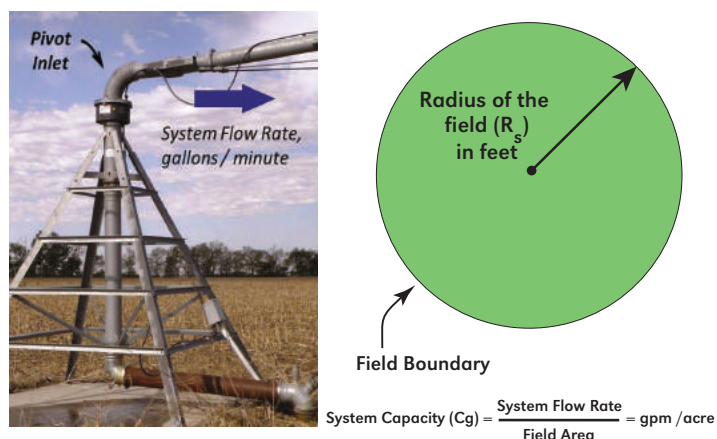 Pivot
Inlet
System Flow Rate,
gallons / minute
Radius of the
field (Rs)
in feet
Field Boundary
System Capacity (Cg) = System Flow Rate / Field Area = gpm /acre